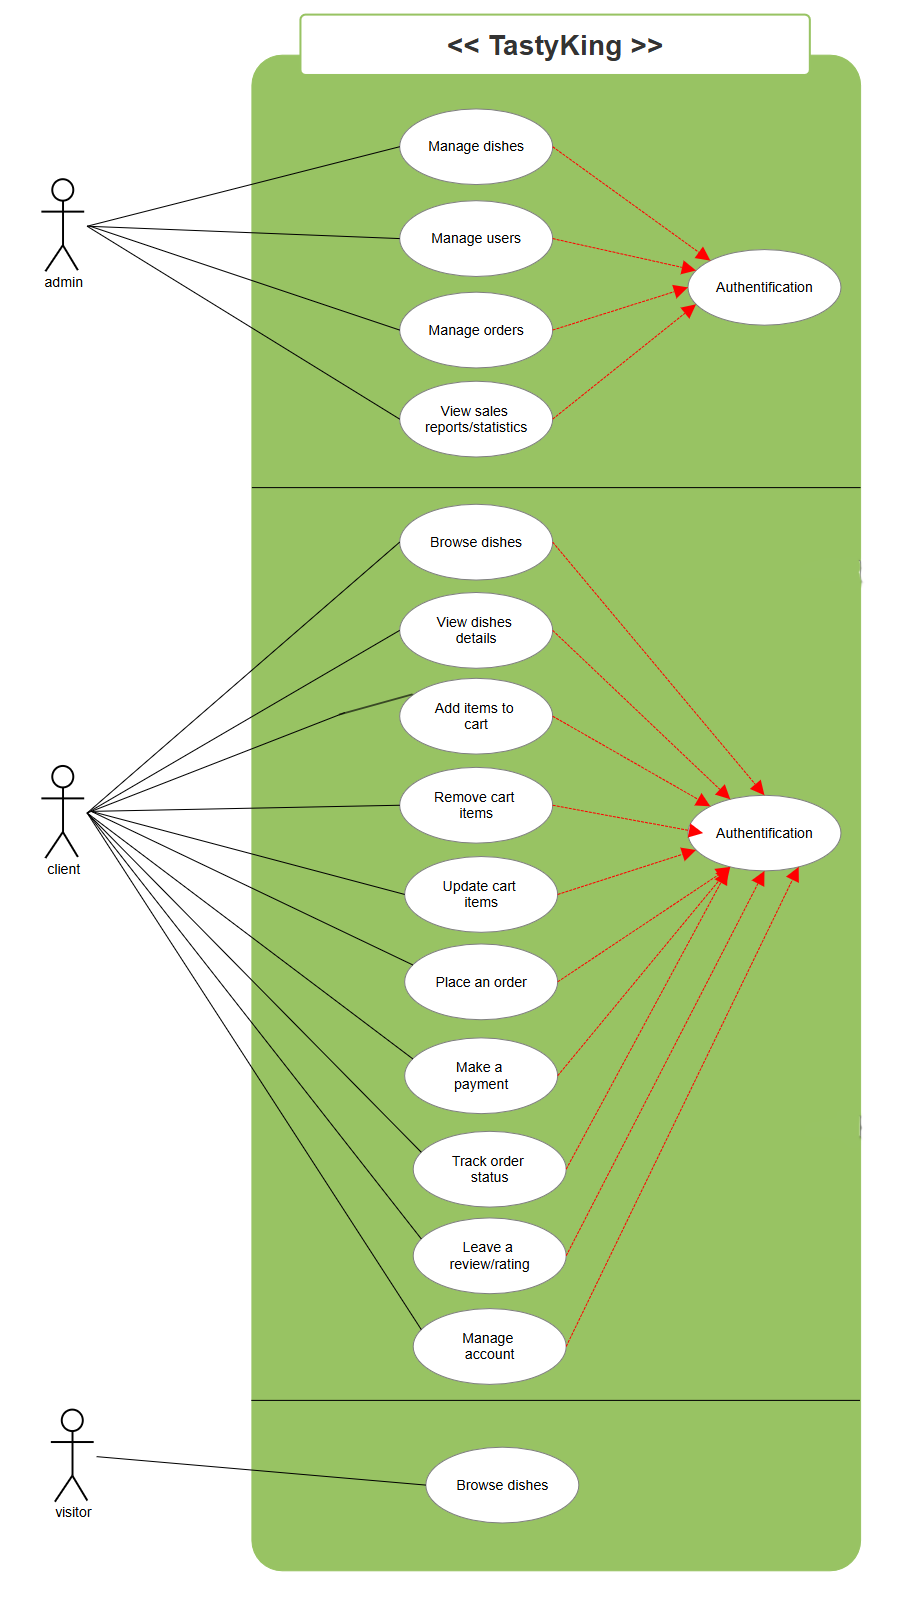 << TastyKing >>
Manage dishes
admin
Manage users
Authentification
Manage orders
View sales
reports/statistics
Browse dishes
View dishes
details
Add items to
cart
client
Remove cart
items
Authentification
Update cart
items
Place an order
Make a
payment
Track order
status
Leave a
review/rating
Manage
account
visitor
Browse dishes